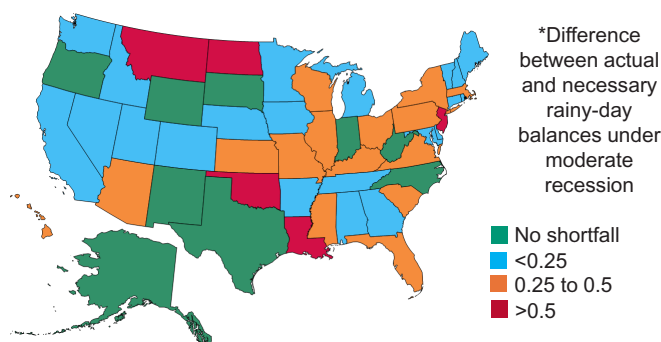 *Difference
between actual
and necessary
rainy-day
balances under
moderate
recession
No shortfall
<0.25
0.25 to 0.5
>0.5